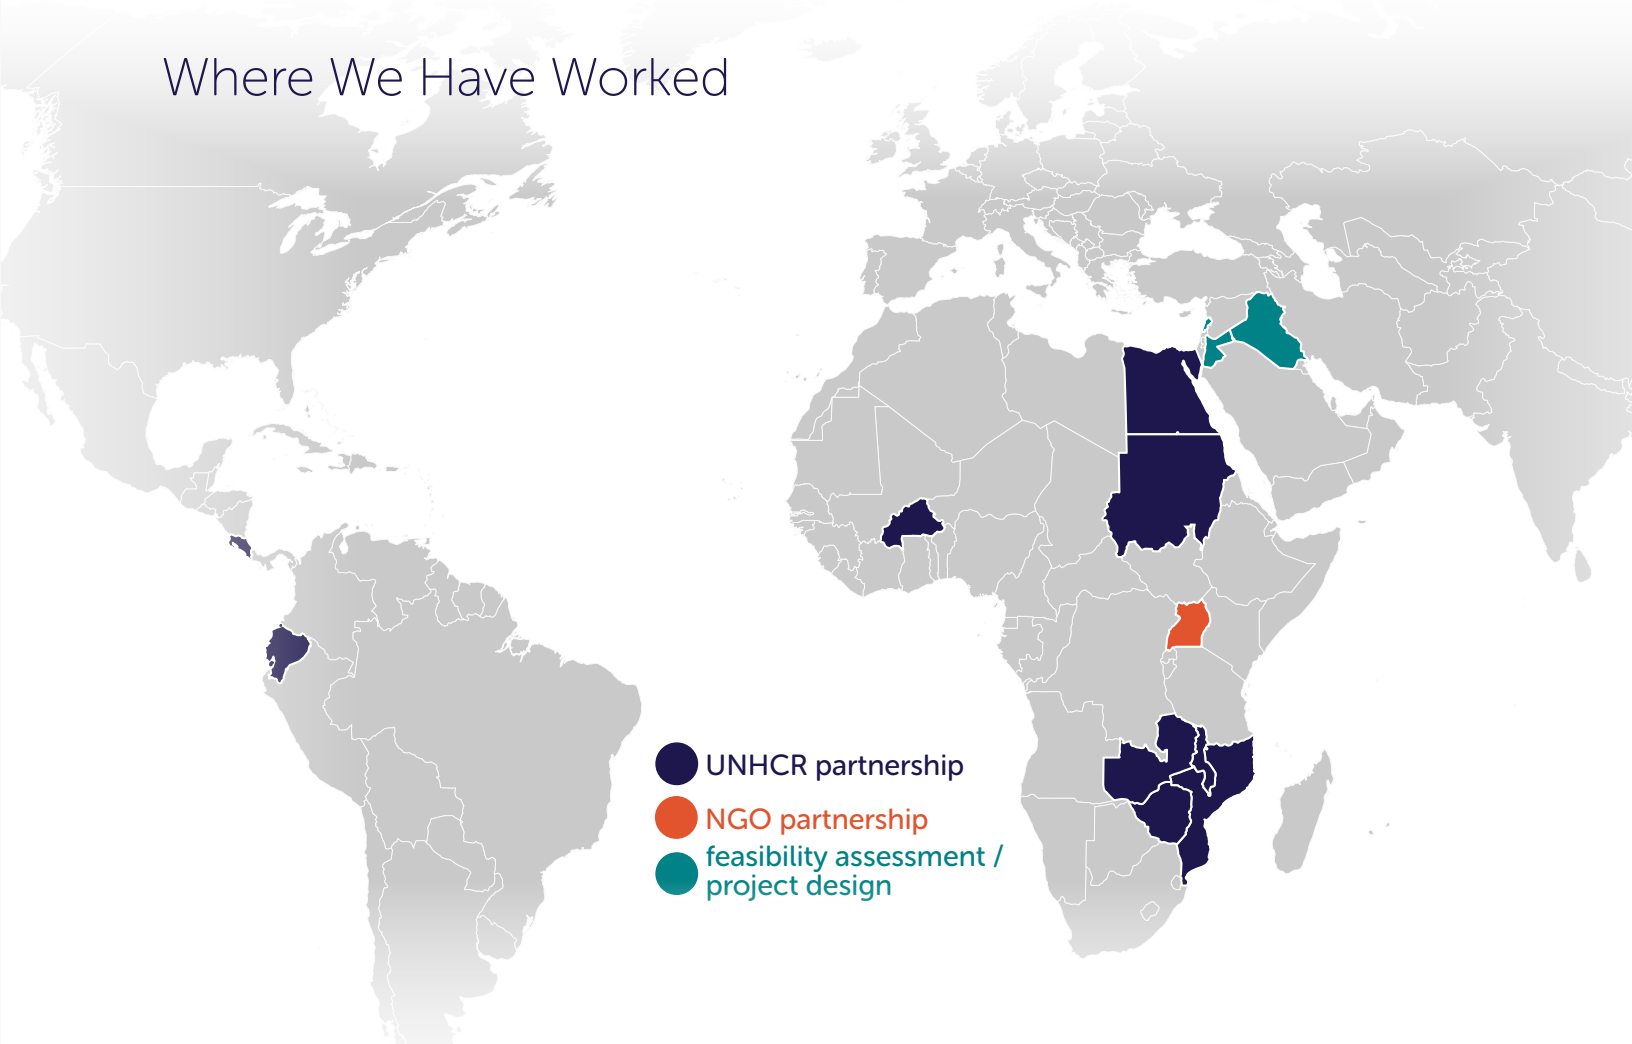 Where We Have Worked
UNHCR partnership
NGO partnership
feasibility assessment /
project design